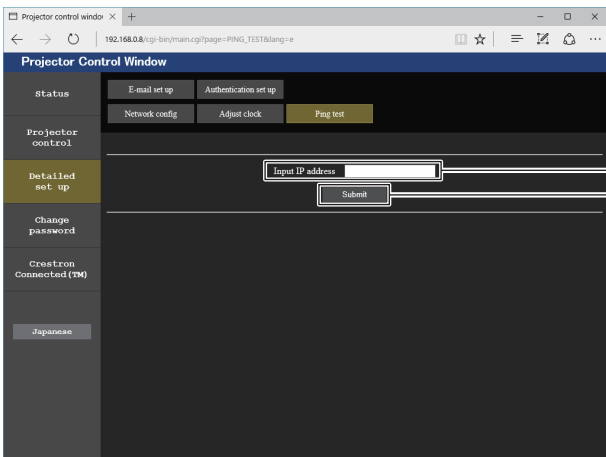 Projector control windo
192.168.0.8/cgi-bin/main.cgi?page=PING_TEST&lang=e
Projector Control Window
Status
E-mail set up
Authentication set up
Network config
Adjust clock
Ping test
Projector
control
Input IP address
Detailed
set up
Submit
Change
password
Crestron
Connected(TM)
Japanese